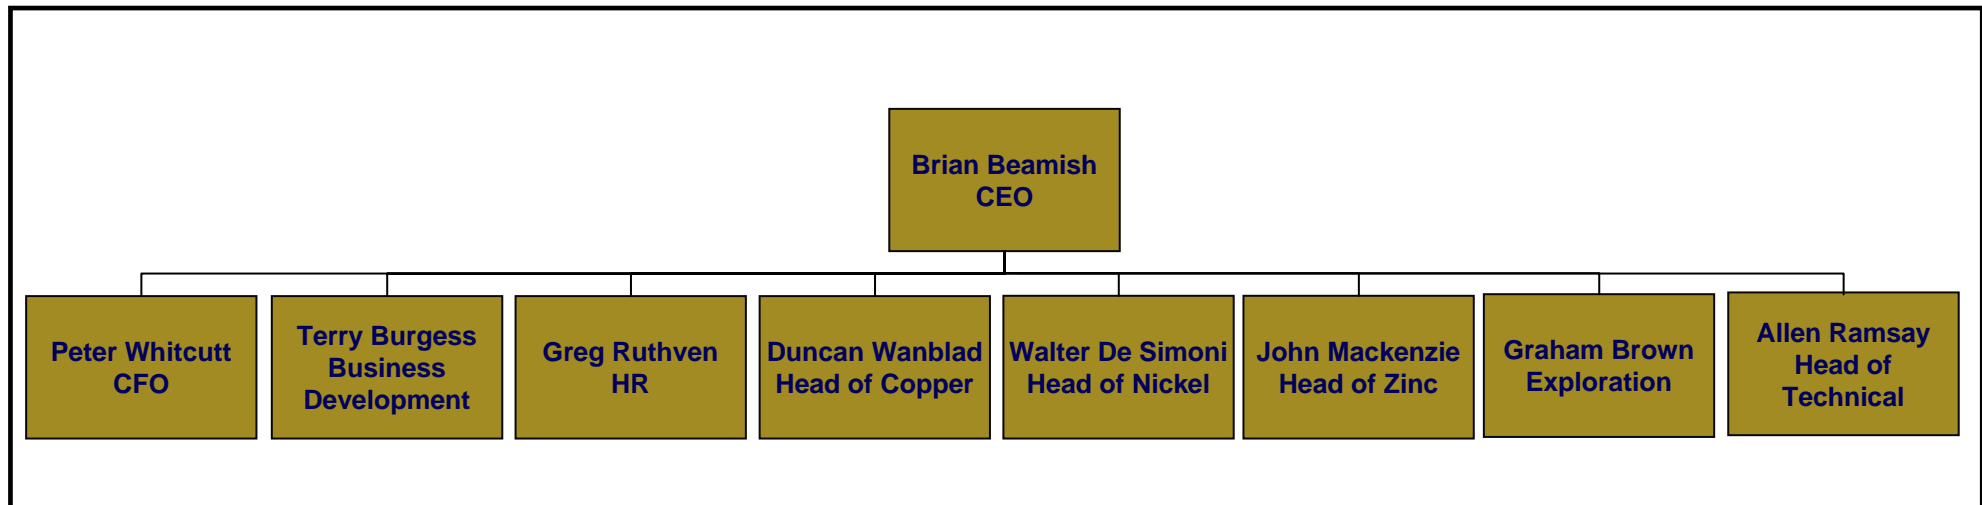 Brian Beamish
CEO
Peter Whitcutt
CFO
Terry Burgess
Business
Development
Greg Ruthven
HR
Duncan Wanblad
Head of Copper
Walter De Simoni
Head of Nickel
John Mackenzie
Head of Zinc
Graham Brown
Exploration
Allen Ramsay
Head of
Technical